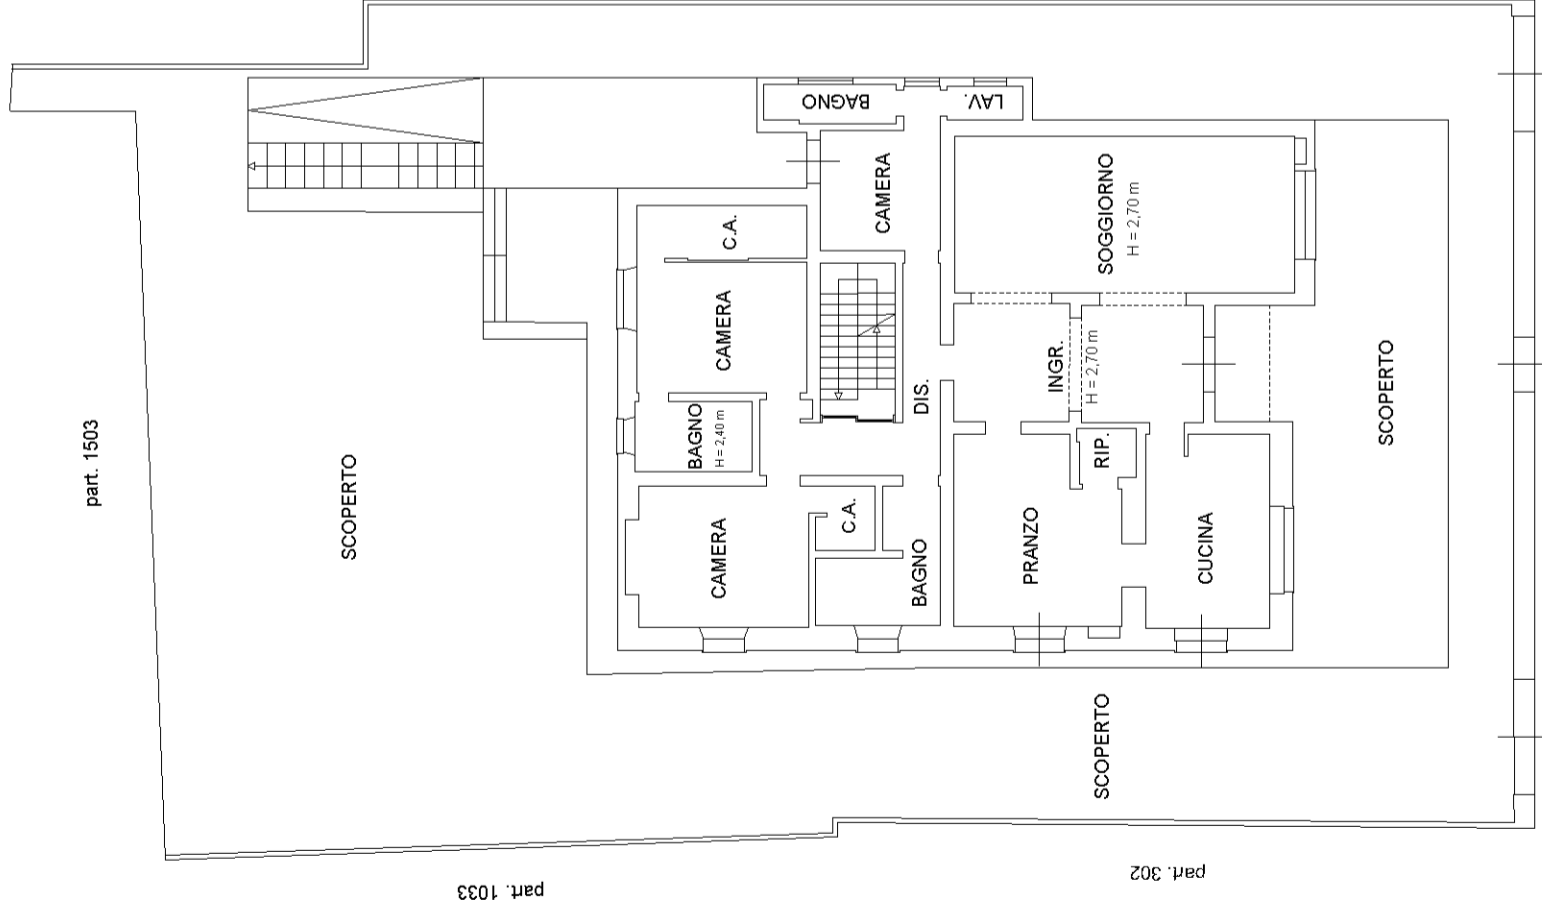 part. 1503
SCOPERTO
BAGNO
LAV.
CAMERA
C.A.
SOGGIORNO
H = 2,70 m
CAMERA
INGR.
H = 2,70 m
DIS.
SCOPERTO
BAGNO
H = 2,40 m
RIP.
CAMERA
C.A.
BAGNO
PRANZO
CUCINA
SCOPERTO
part. 1033
part. 302